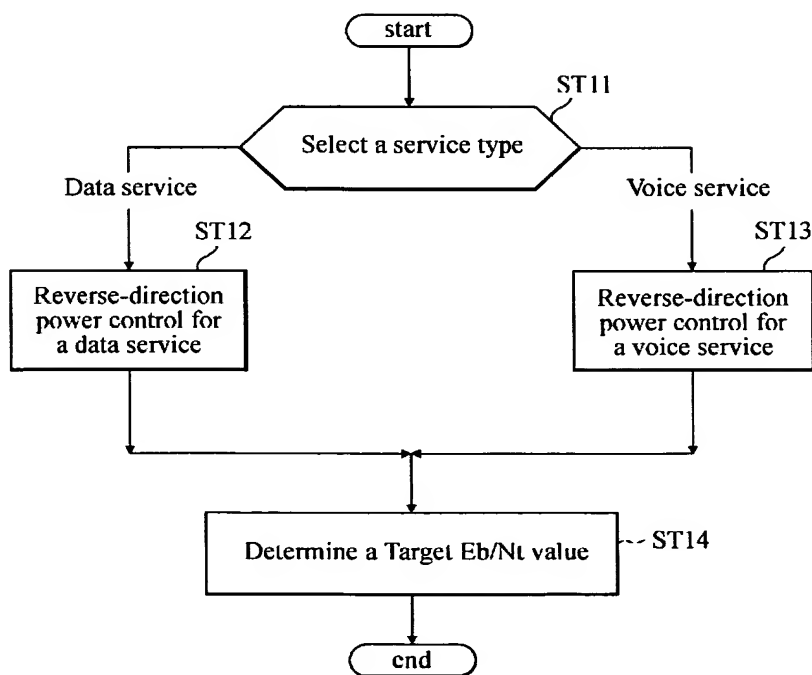 start
ST11
Select a service type
Data service
Voice service
ST12
ST13
Reverse-direction
power control for
a data service
Reverse-direction
power control for
a voice service
Determine a Target Eb/Nt value
ST14
end